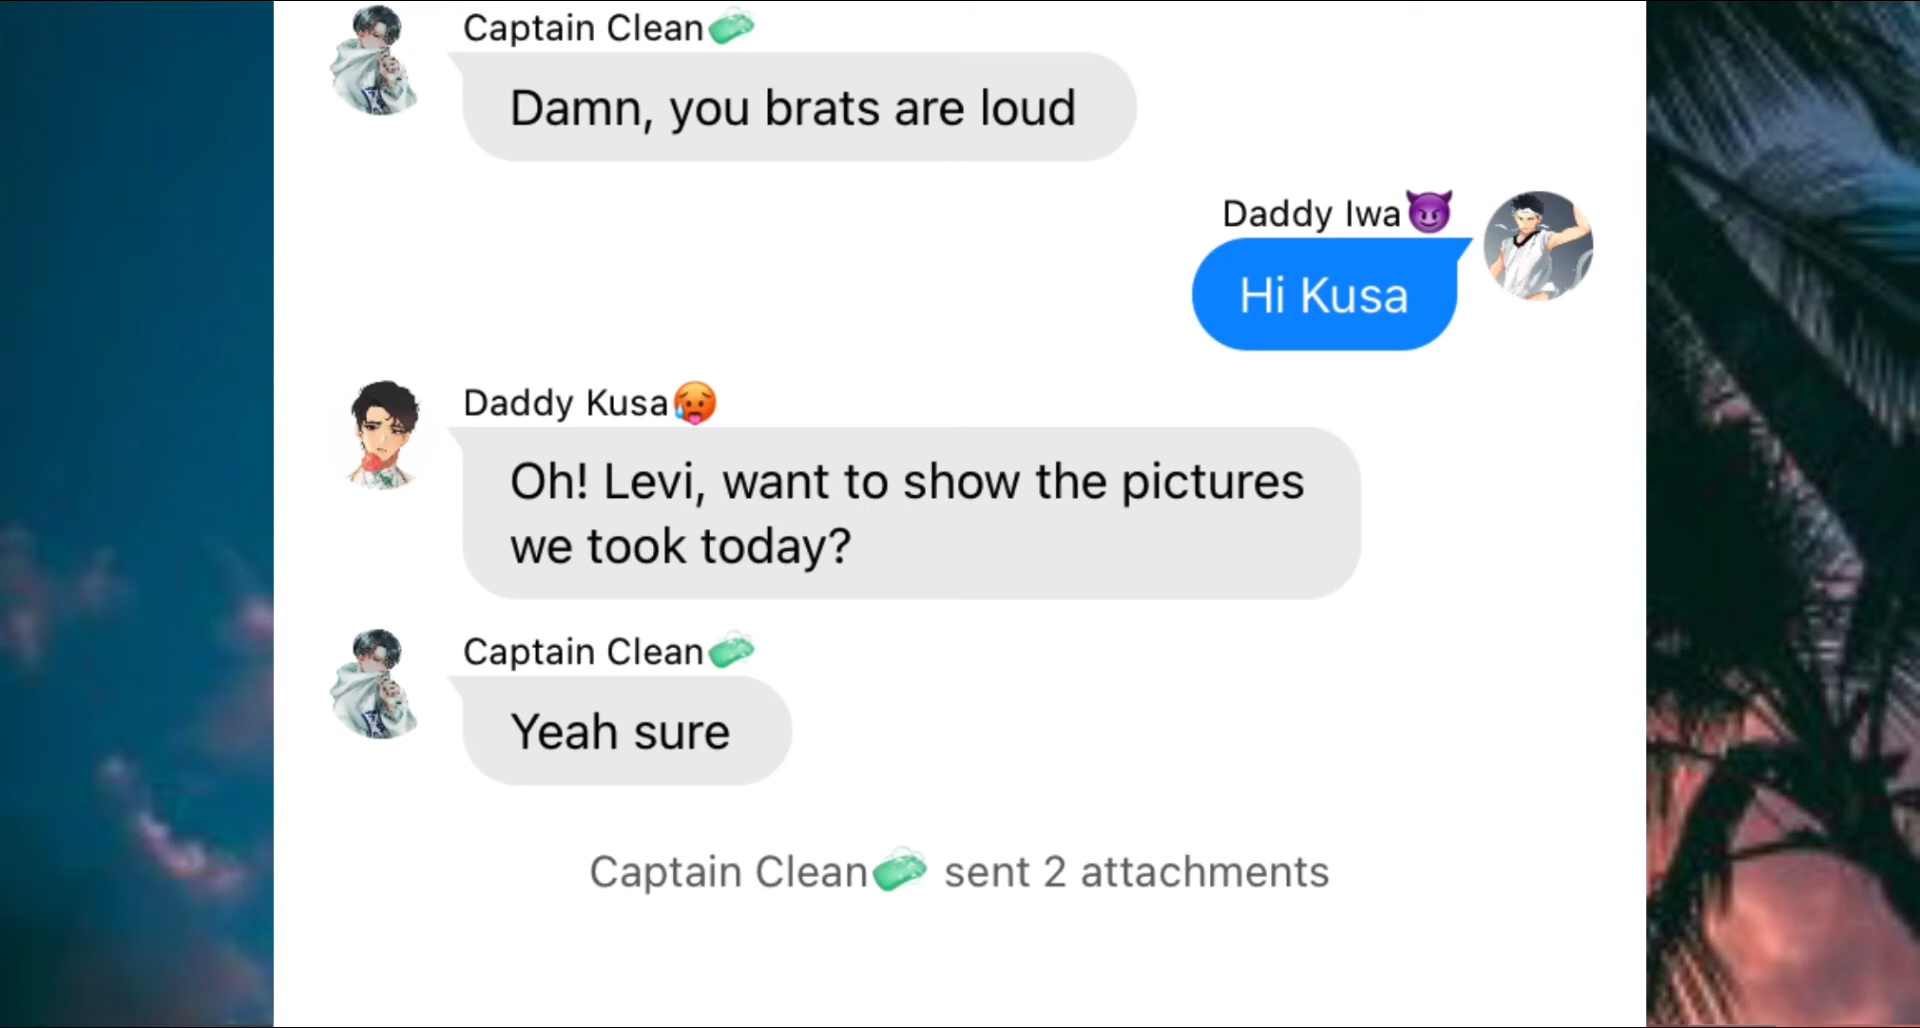 Captain Clean🧼
Damn, you brats are loud
Daddy Iwa😈
Hi Kusa
Daddy Kusa🥵
Oh! Levi, want to show the pictures
we took today?
Captain Clean🧼
Yeah sure
Captain Clean🧼 sent 2 attachments